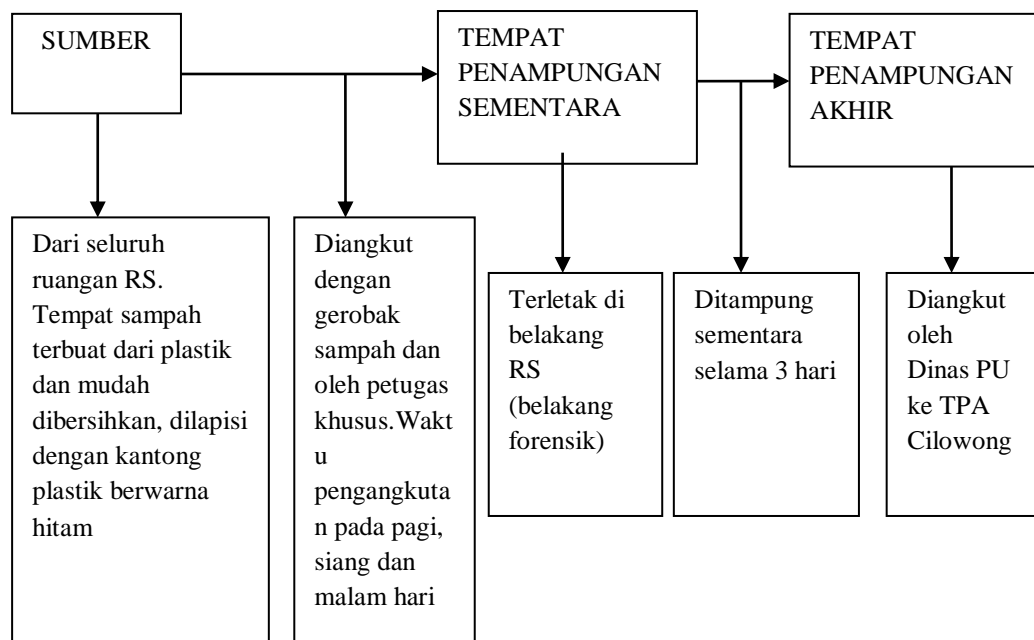 SUMBER
TEMPAT
PENAMPUNGAN
SEMENTARA
TEMPAT
PENAMPUNGAN
AKHIR
Dari seluruh
ruangan RS.
Tempat sampah
terbuat dari plastik
dan mudah
dibersihkan, dilapisi
dengan kantong
plastik berwarna
hitam
Diangkut
dengan
gerobak
sampah dan
oleh petugas
khusus.Wakt
u
pengangkuta
n pada pagi,
siang dan
malam hari
Terletak di
belakang
RS
(belakang
forensik)
Ditampung
sementara
selama 3 hari
Diangkut
oleh
Dinas PU
ke TPA
Cilowong